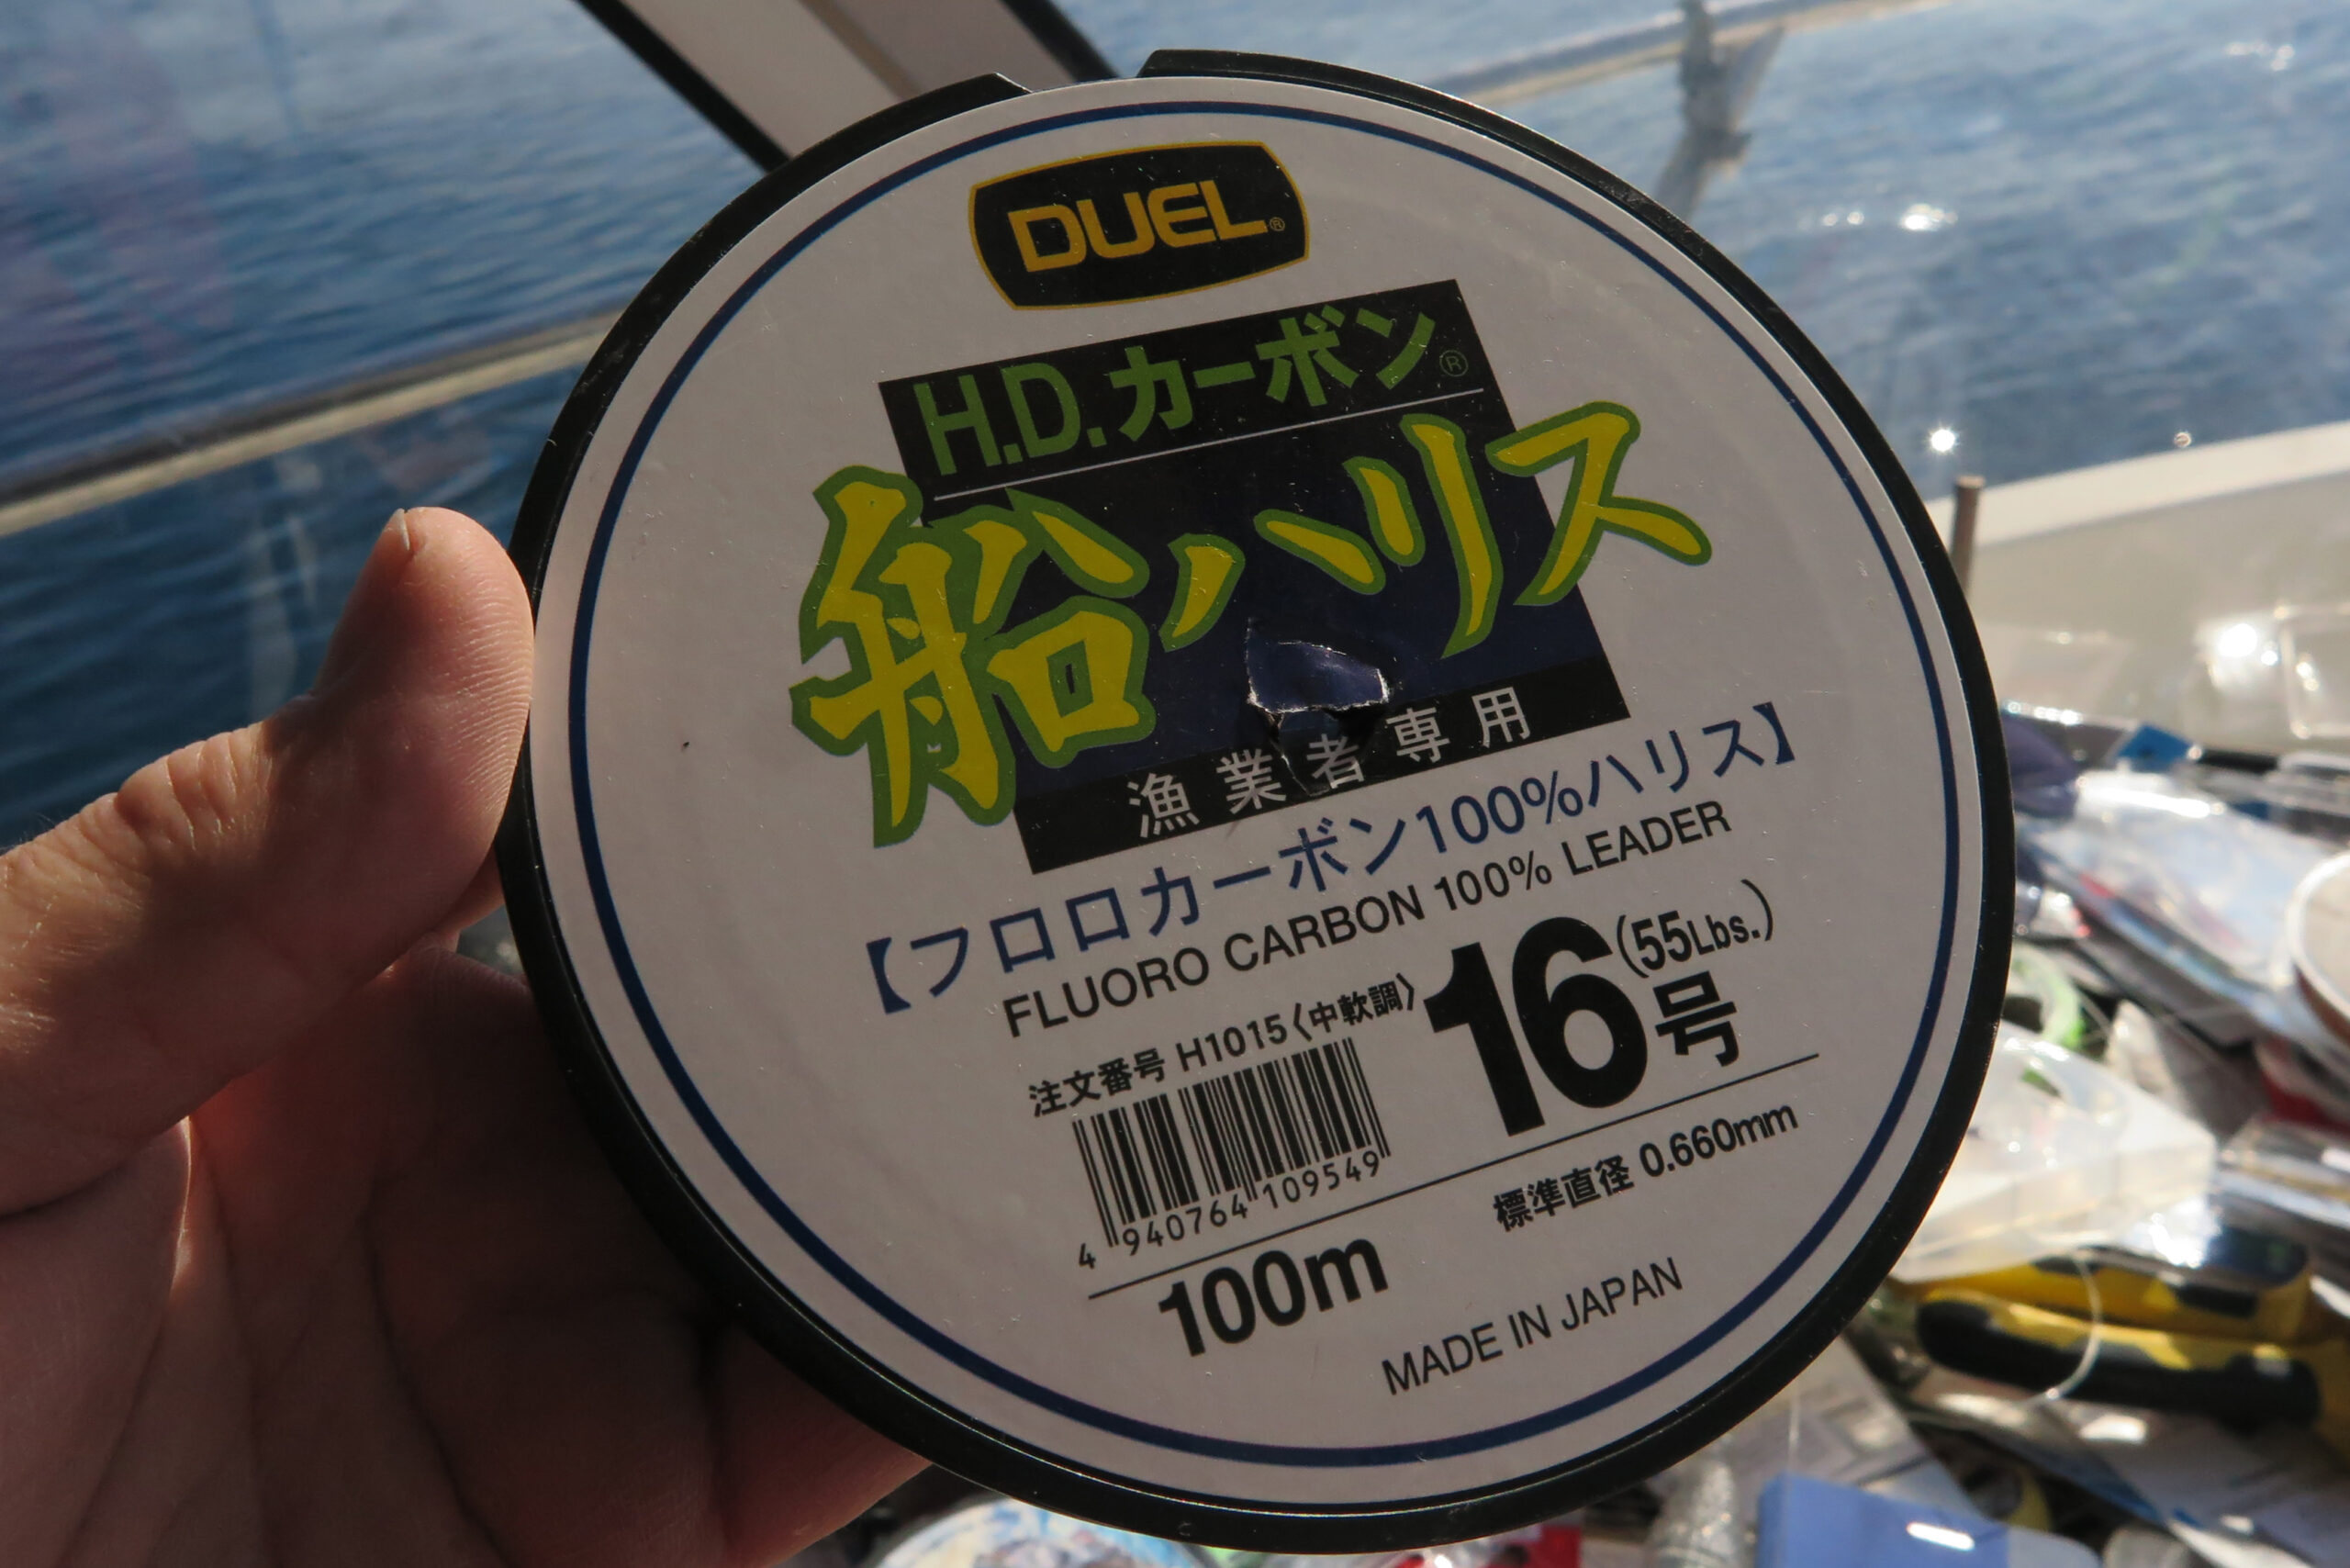 DUEL®
H.D.カーボン®
船ハリス
漁業者専用
【フロロカーボン100%ハリス】
FLUORO CARBON 100% LEADER
注文番号 H1015〈中軟調〉
16号 (55Lbs.)
4 940764 109549
標準直径 0.660mm
100m
MADE IN JAPAN